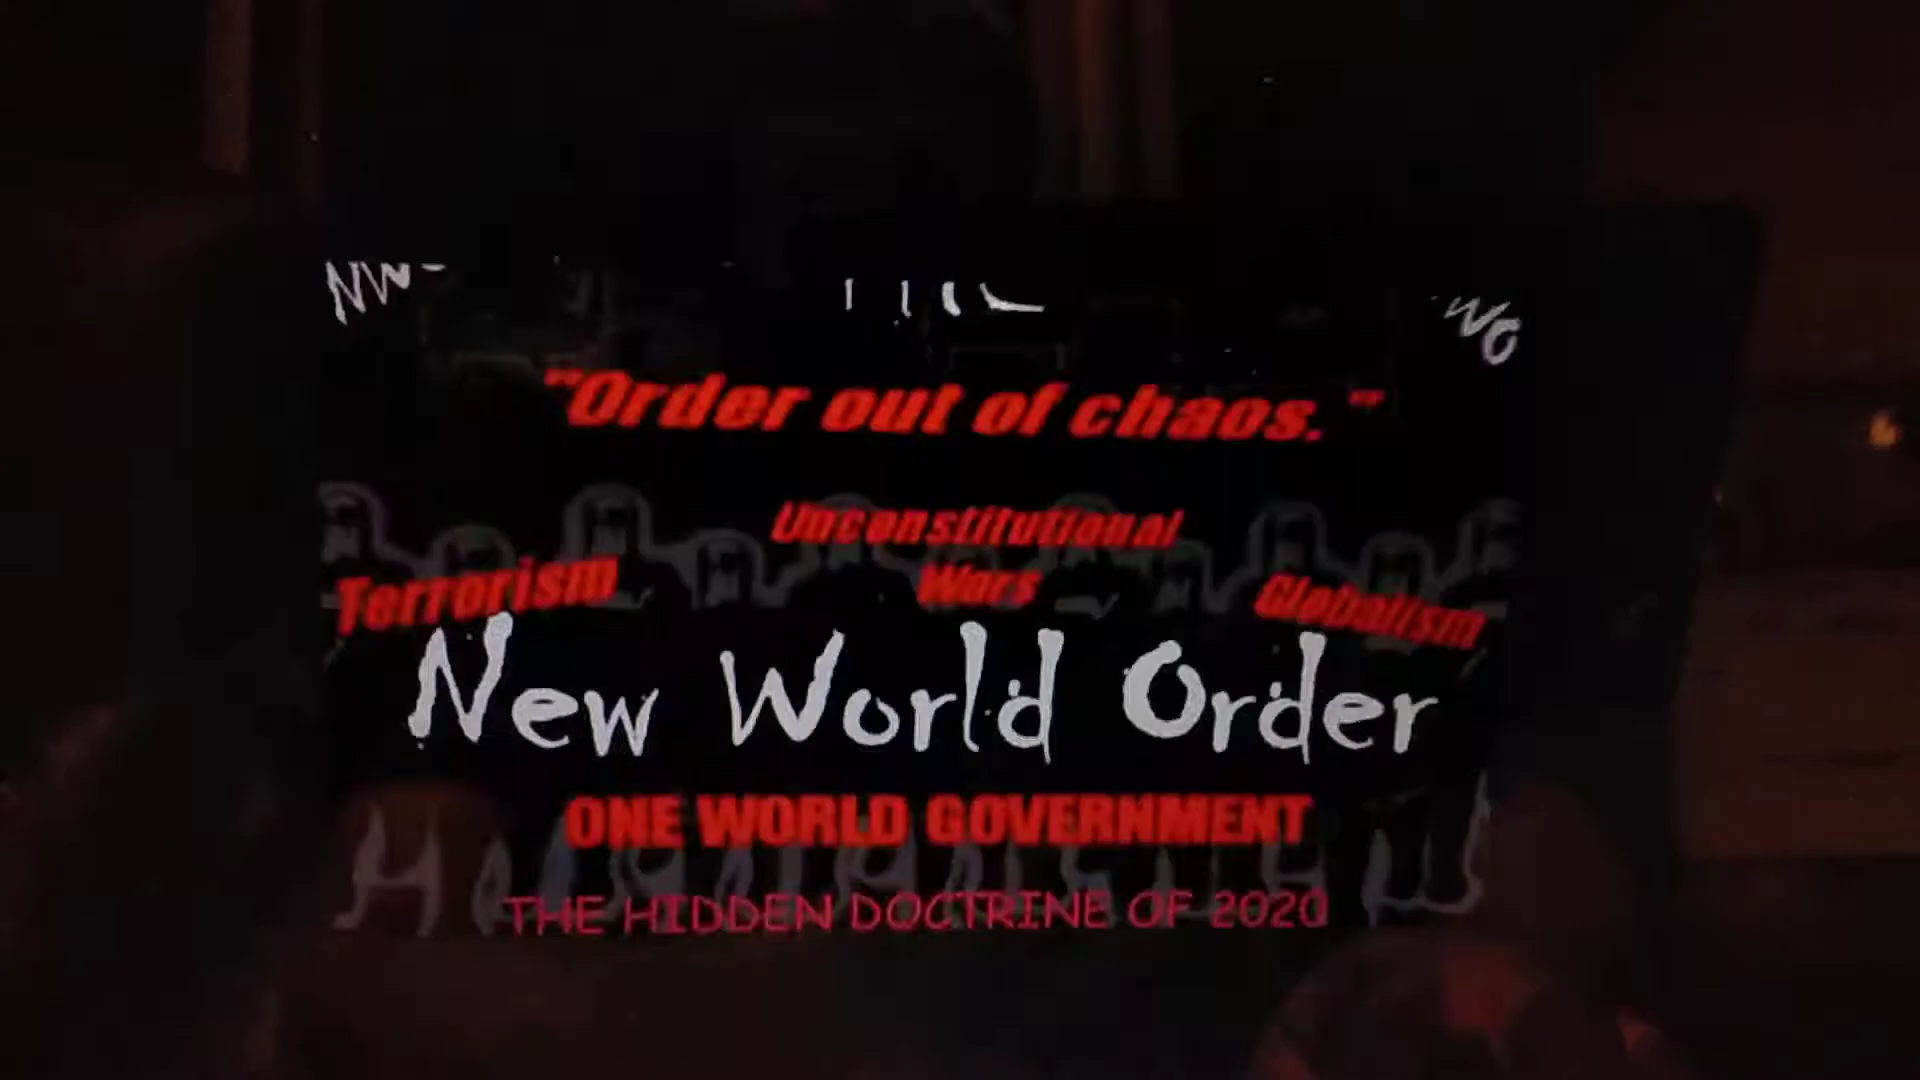 "Order out of chaos."
Unconstitutional
Wars
Terrorism
Globalism
New World Order
ONE WORLD GOVERNMENT
THE HIDDEN DOCTRINE OF 2020